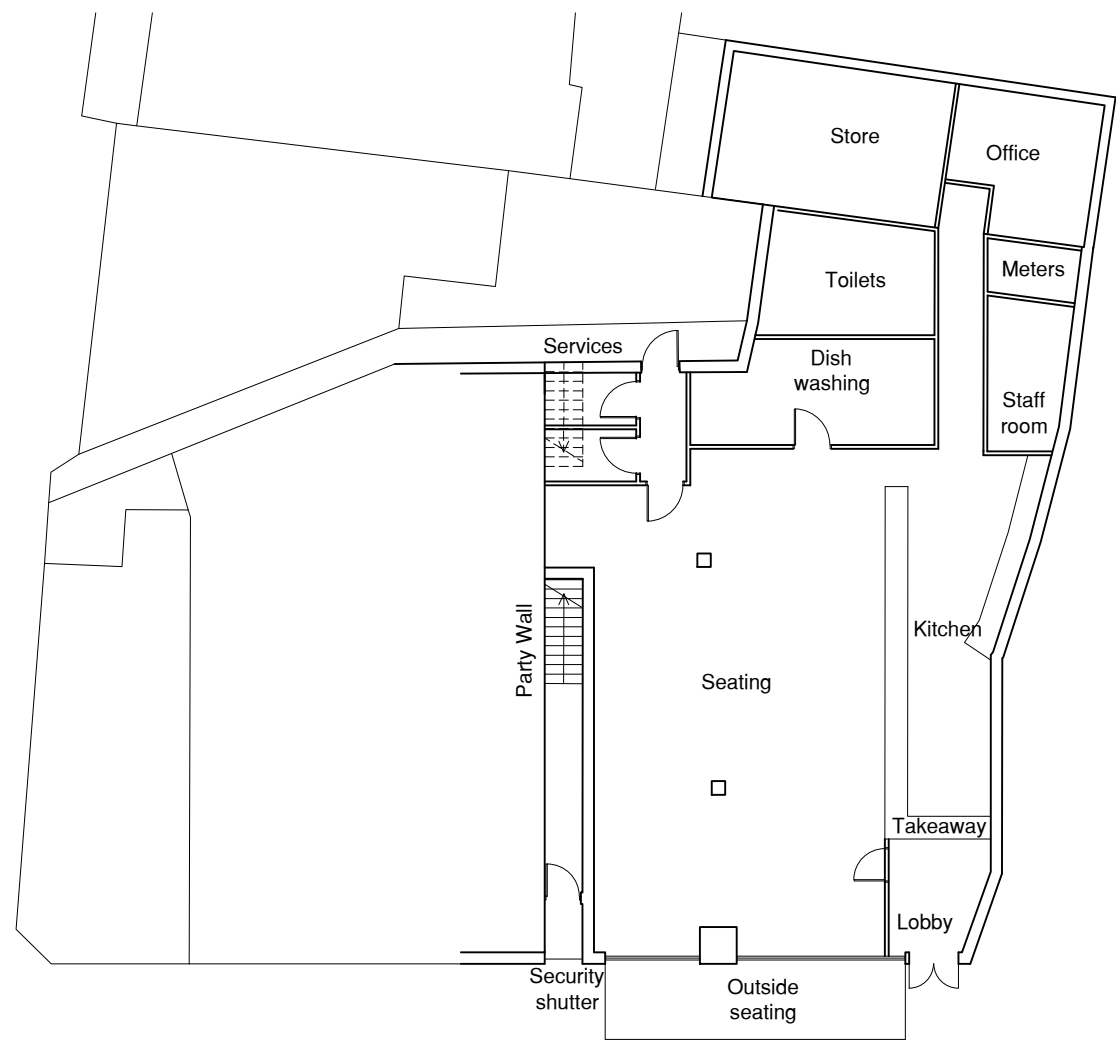 Store
Office
Meters
Toilets
Services
Dish
washing
Staff
room
Party Wall
Kitchen
Seating
Takeaway
Lobby
Security
shutter
Outside
seating